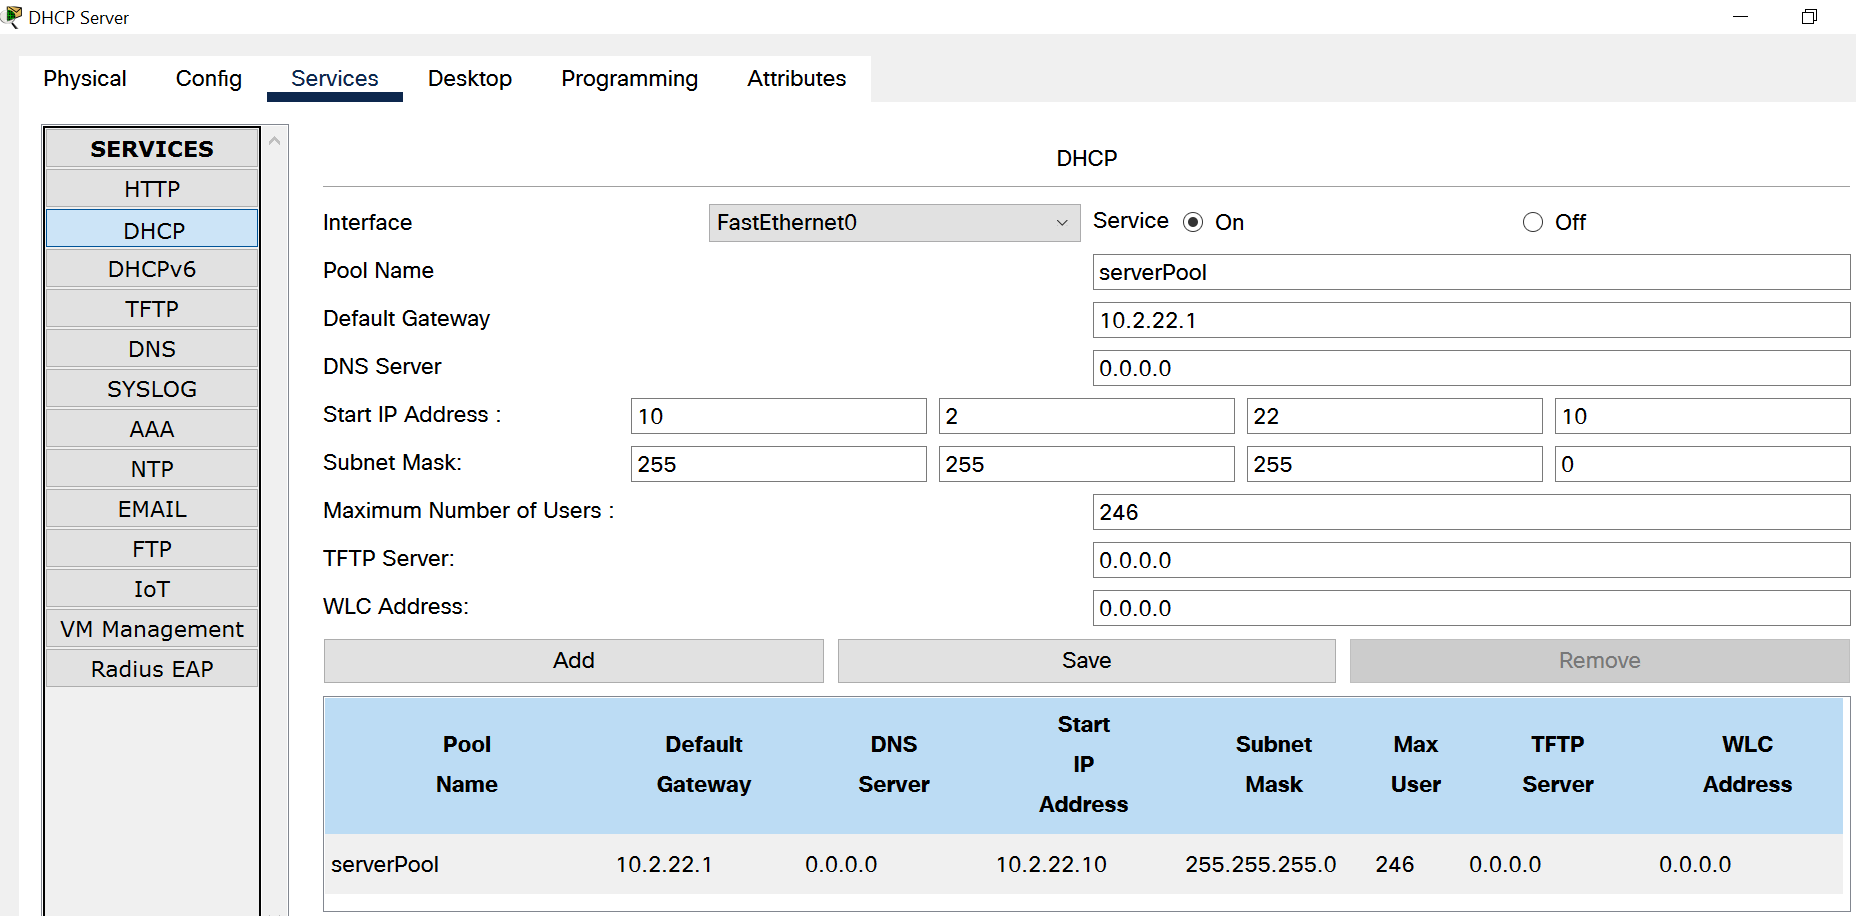 DHCP Server
Physical Config Services Desktop Programming Attributes
SERVICES
HTTP
DHCP
DHCPv6
TFTP
DNS
SYSLOG
AAA
NTP
EMAIL
FTP
IoT
VM Management
Radius EAP
DHCP
Interface FastEthernet0 Service On Off
Pool Name serverPool
Default Gateway 10.2.22.1
DNS Server 0.0.0.0
Start IP Address : 10 2 22 10
Subnet Mask: 255 255 255 0
Maximum Number of Users : 246
TFTP Server: 0.0.0.0
WLC Address: 0.0.0.0
Add Save Remove
Pool
Name
Default
Gateway
DNS
Server
Start
IP
Address
Subnet
Mask
Max
User
TFTP
Server
WLC
Address
serverPool 10.2.22.1 0.0.0.0 10.2.22.10 255.255.255.0 246 0.0.0.0 0.0.0.0